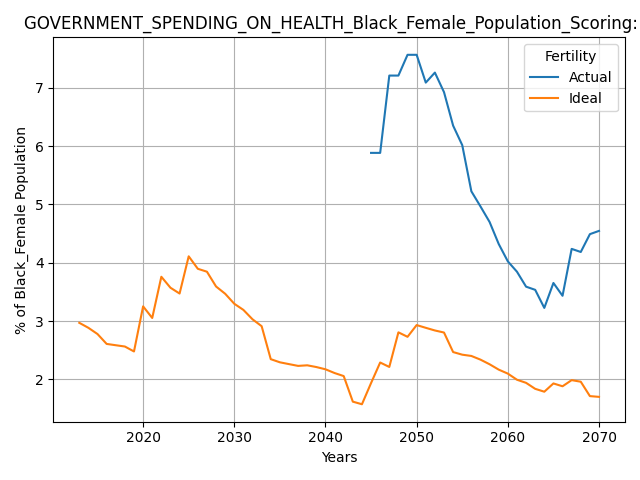 GOVERNMENT_SPENDING_ON_HEALTH_Black_Female_Population_Scoring:
Fertility
Actual
Ideal
% of Black_Female Population
7
6
5
4
3
2
2020 2030 2040 2050 2060 2070
Years